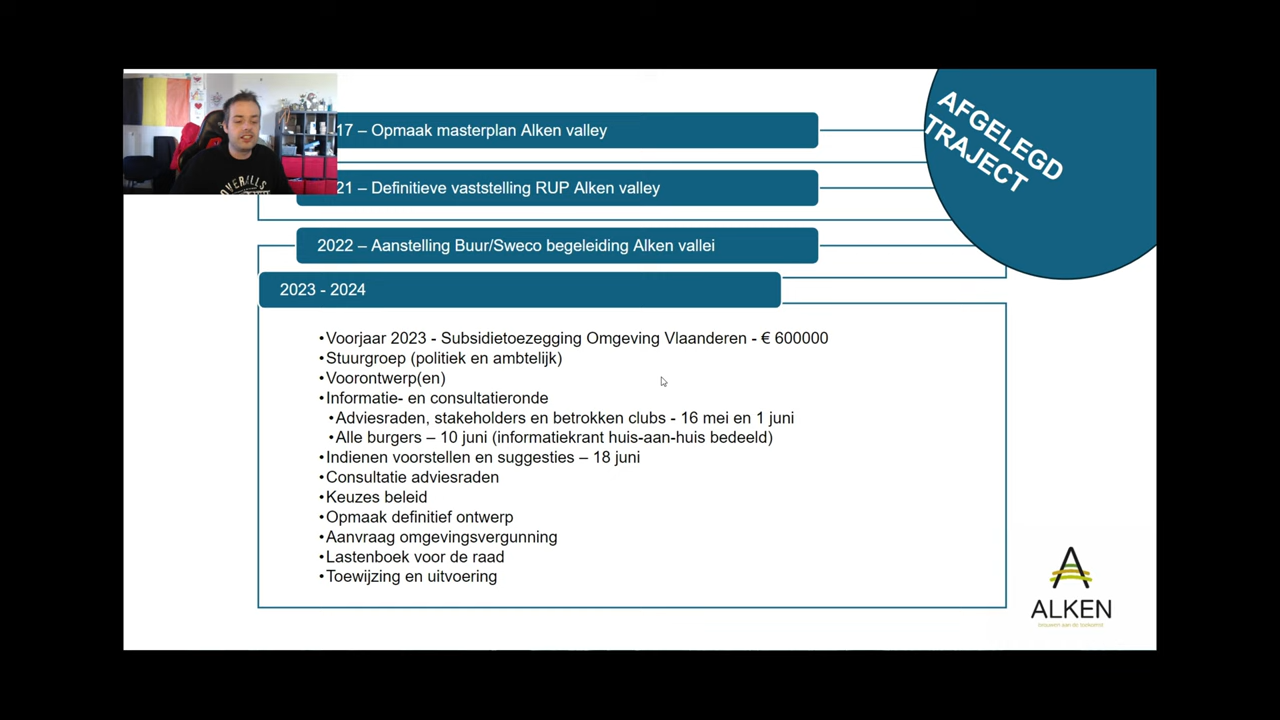 17 – Opmaak masterplan Alken valley
21 – Definitieve vaststelling RUP Alken valley
2022 – Aanstelling Buur/Sweco begeleiding Alken vallei
2023 - 2024
•Voorjaar 2023 - Subsidietoezegging Omgeving Vlaanderen - € 600000
•Stuurgroep (politiek en ambtelijk)
•Voorontwerp(en)
•Informatie- en consultatieronde
•Adviesraden, stakeholders en betrokken clubs - 16 mei en 1 juni
•Alle burgers – 10 juni (informatiekrant huis-aan-huis bedeeld)
•Indienen voorstellen en suggesties – 18 juni
•Consultatie adviesraden
•Keuzes beleid
•Opmaak definitief ontwerp
•Aanvraag omgevingsvergunning
•Lastenboek voor de raad
•Toewijzing en uitvoering
AFGELEGD
TRAJECT
OVERALLS
ALKEN